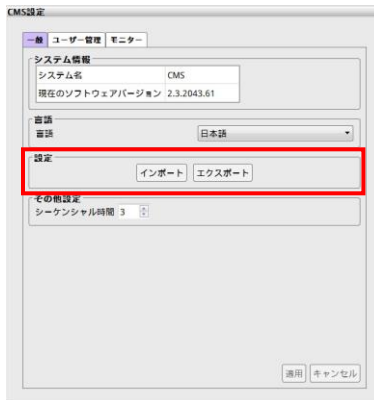 CMS設定
一般 ユーザー管理 モニター
システム情報
システム名 CMS
現在のソフトウェアバージョン 2.3.2043.61
言語
言語 日本語
設定
インポート エクスポート
その他設定
シーケンシャル時間 3
適用 キャンセル